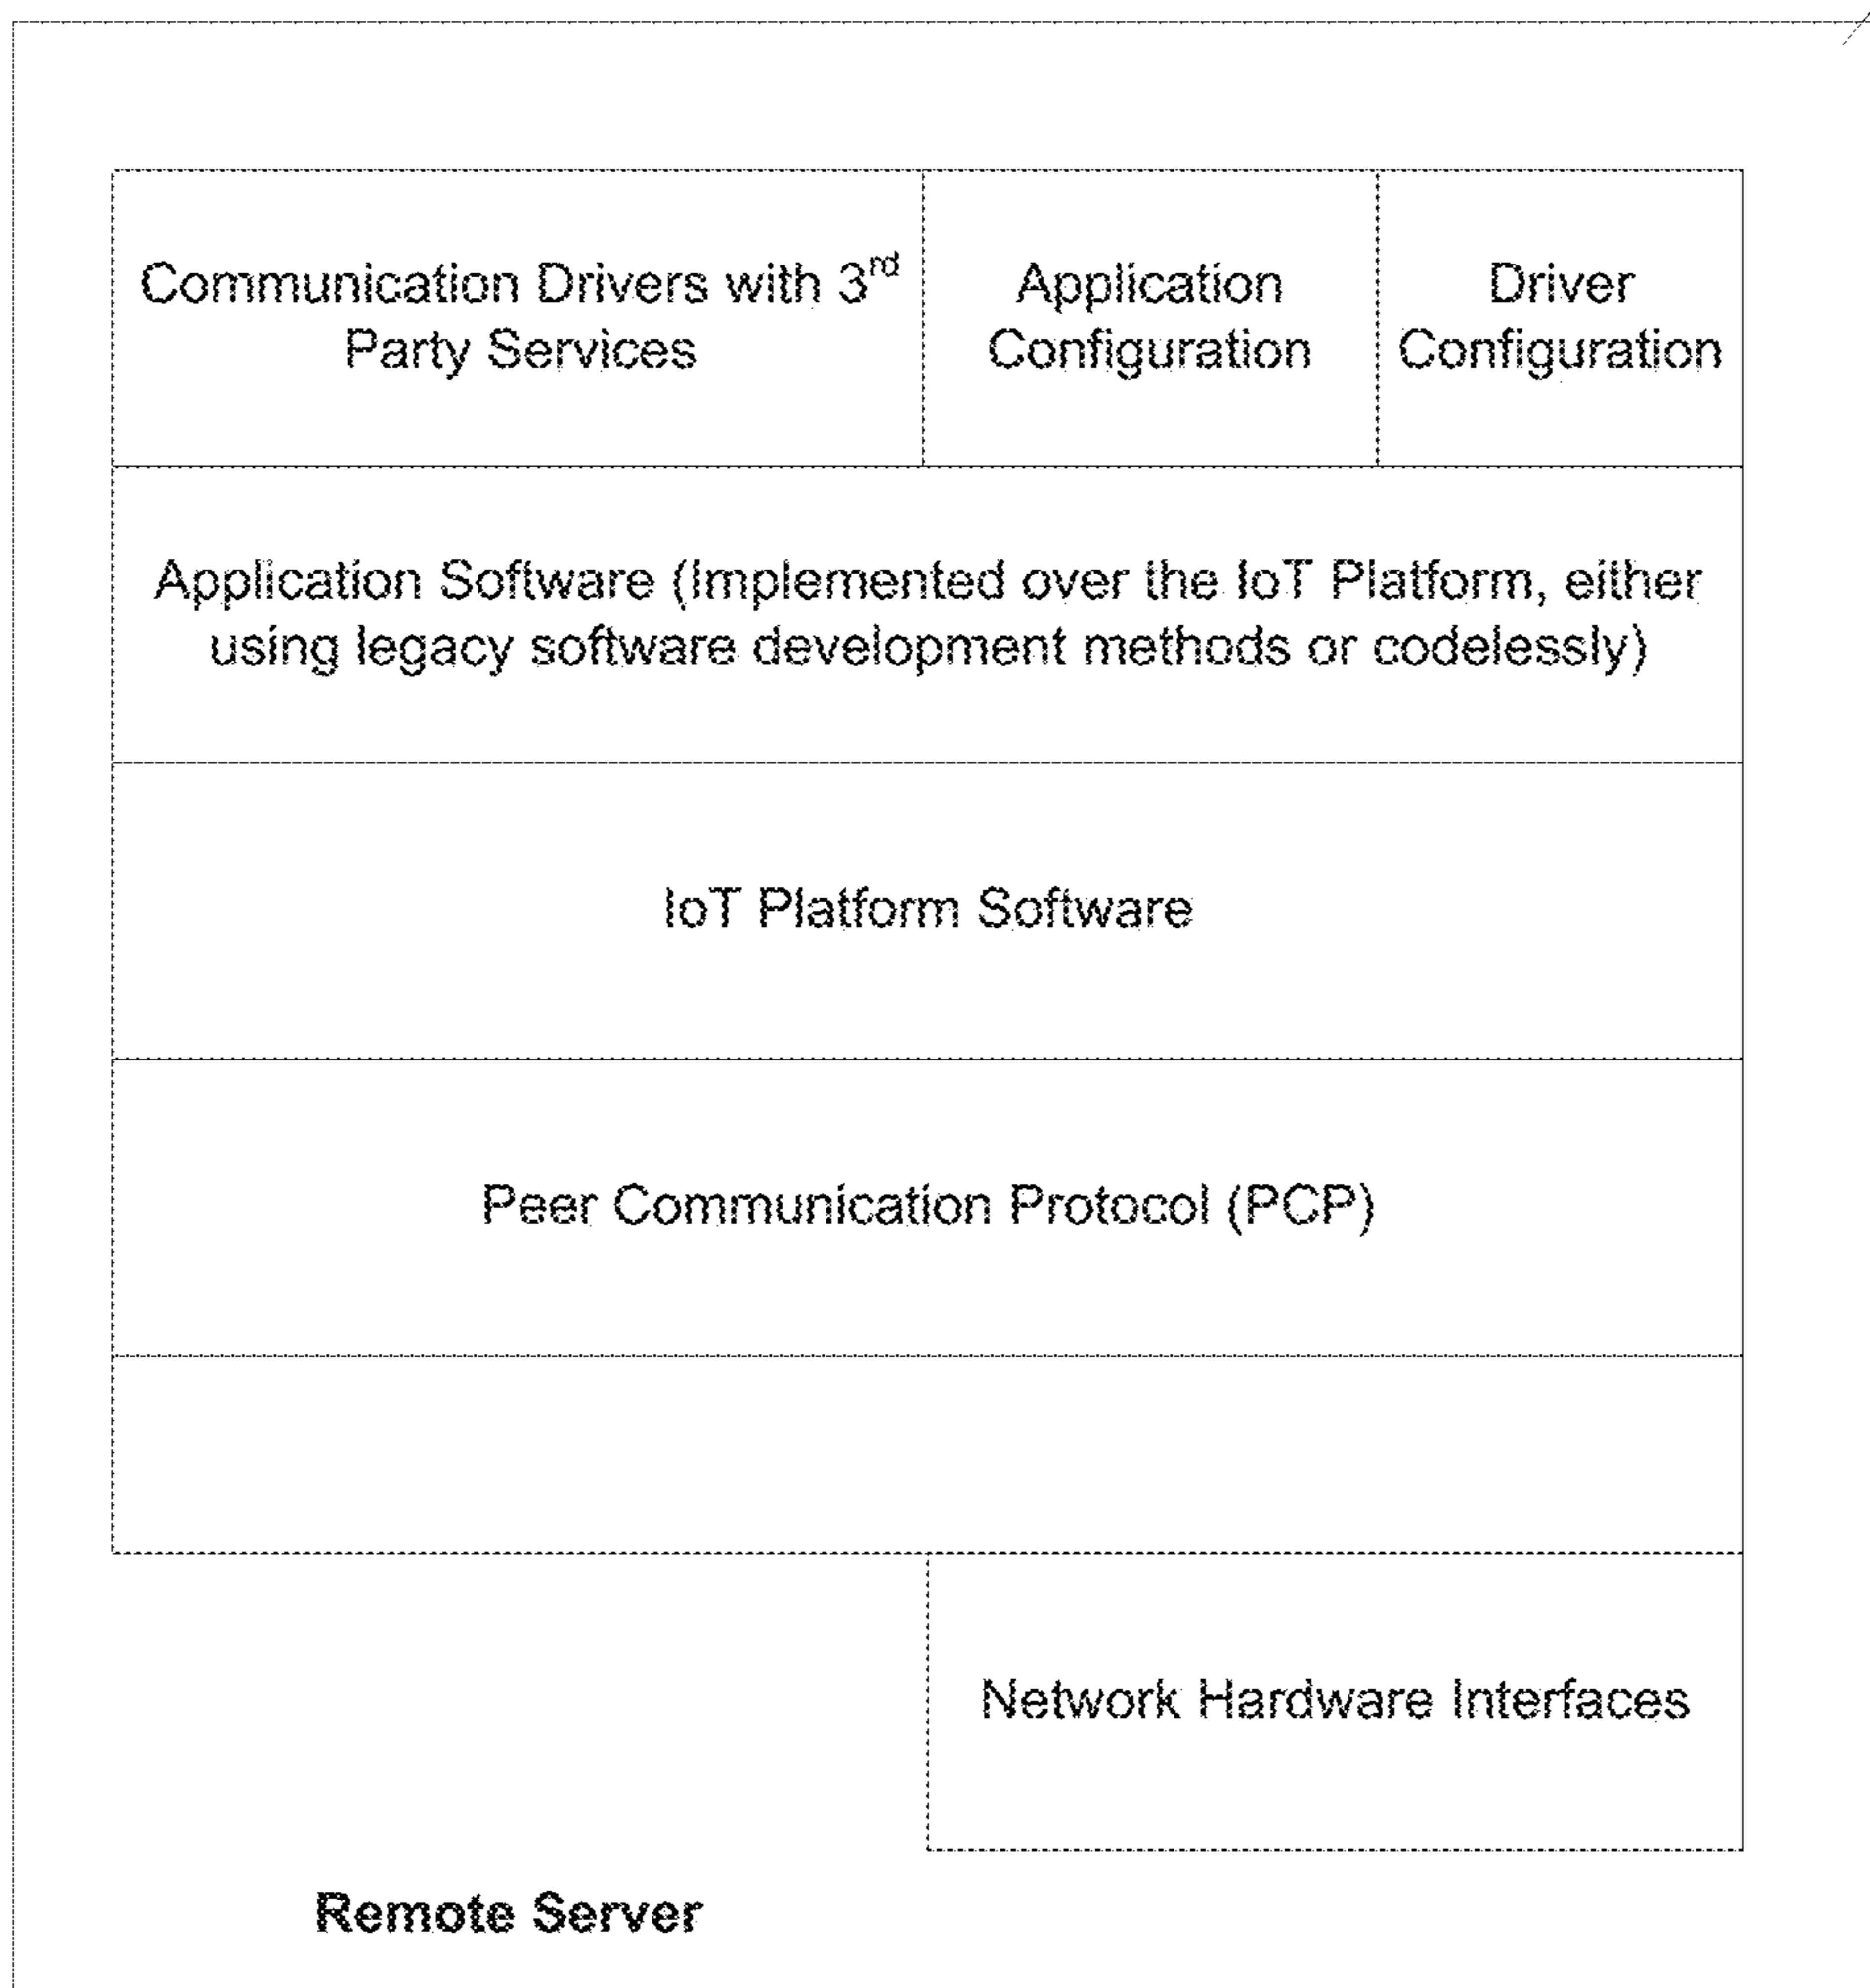 Communication Drivers with 3rd
Party Services
Application
Configuration
Driver
Configuration
Application Software (Implemented over the IoT Platform, either
using legacy software development methods or codelessly)
IoT Platform Software
Peer Communication Protocol (PCP)
Network Hardware Interfaces
Remote Server